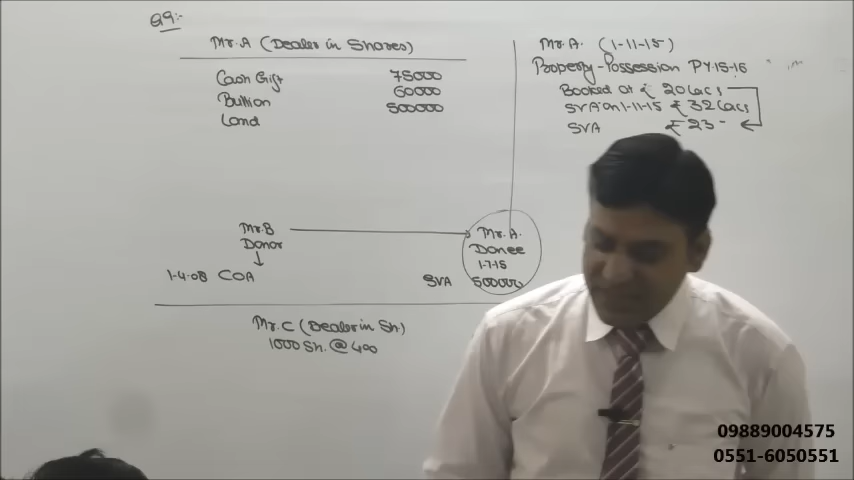 Q9:-
Mr. A (Dealer in Shares)
Cash Gift 75000
Bullion 60000
Land 500000
Mr. B
Donor
1-4-08 COA
Mr. A.
Donee
1-7-15
SVA 500000
Mr. C (Dealer in Sh.)
1000 Sh. @ 400
Mr. A. (1-11-15)
Property-Possession PY.15-16
Booked at ₹ 20 lacs
SVA on 1-11-15 ₹ 32 lacs
SVA ₹ 23 -
09889004575
0551-6050551